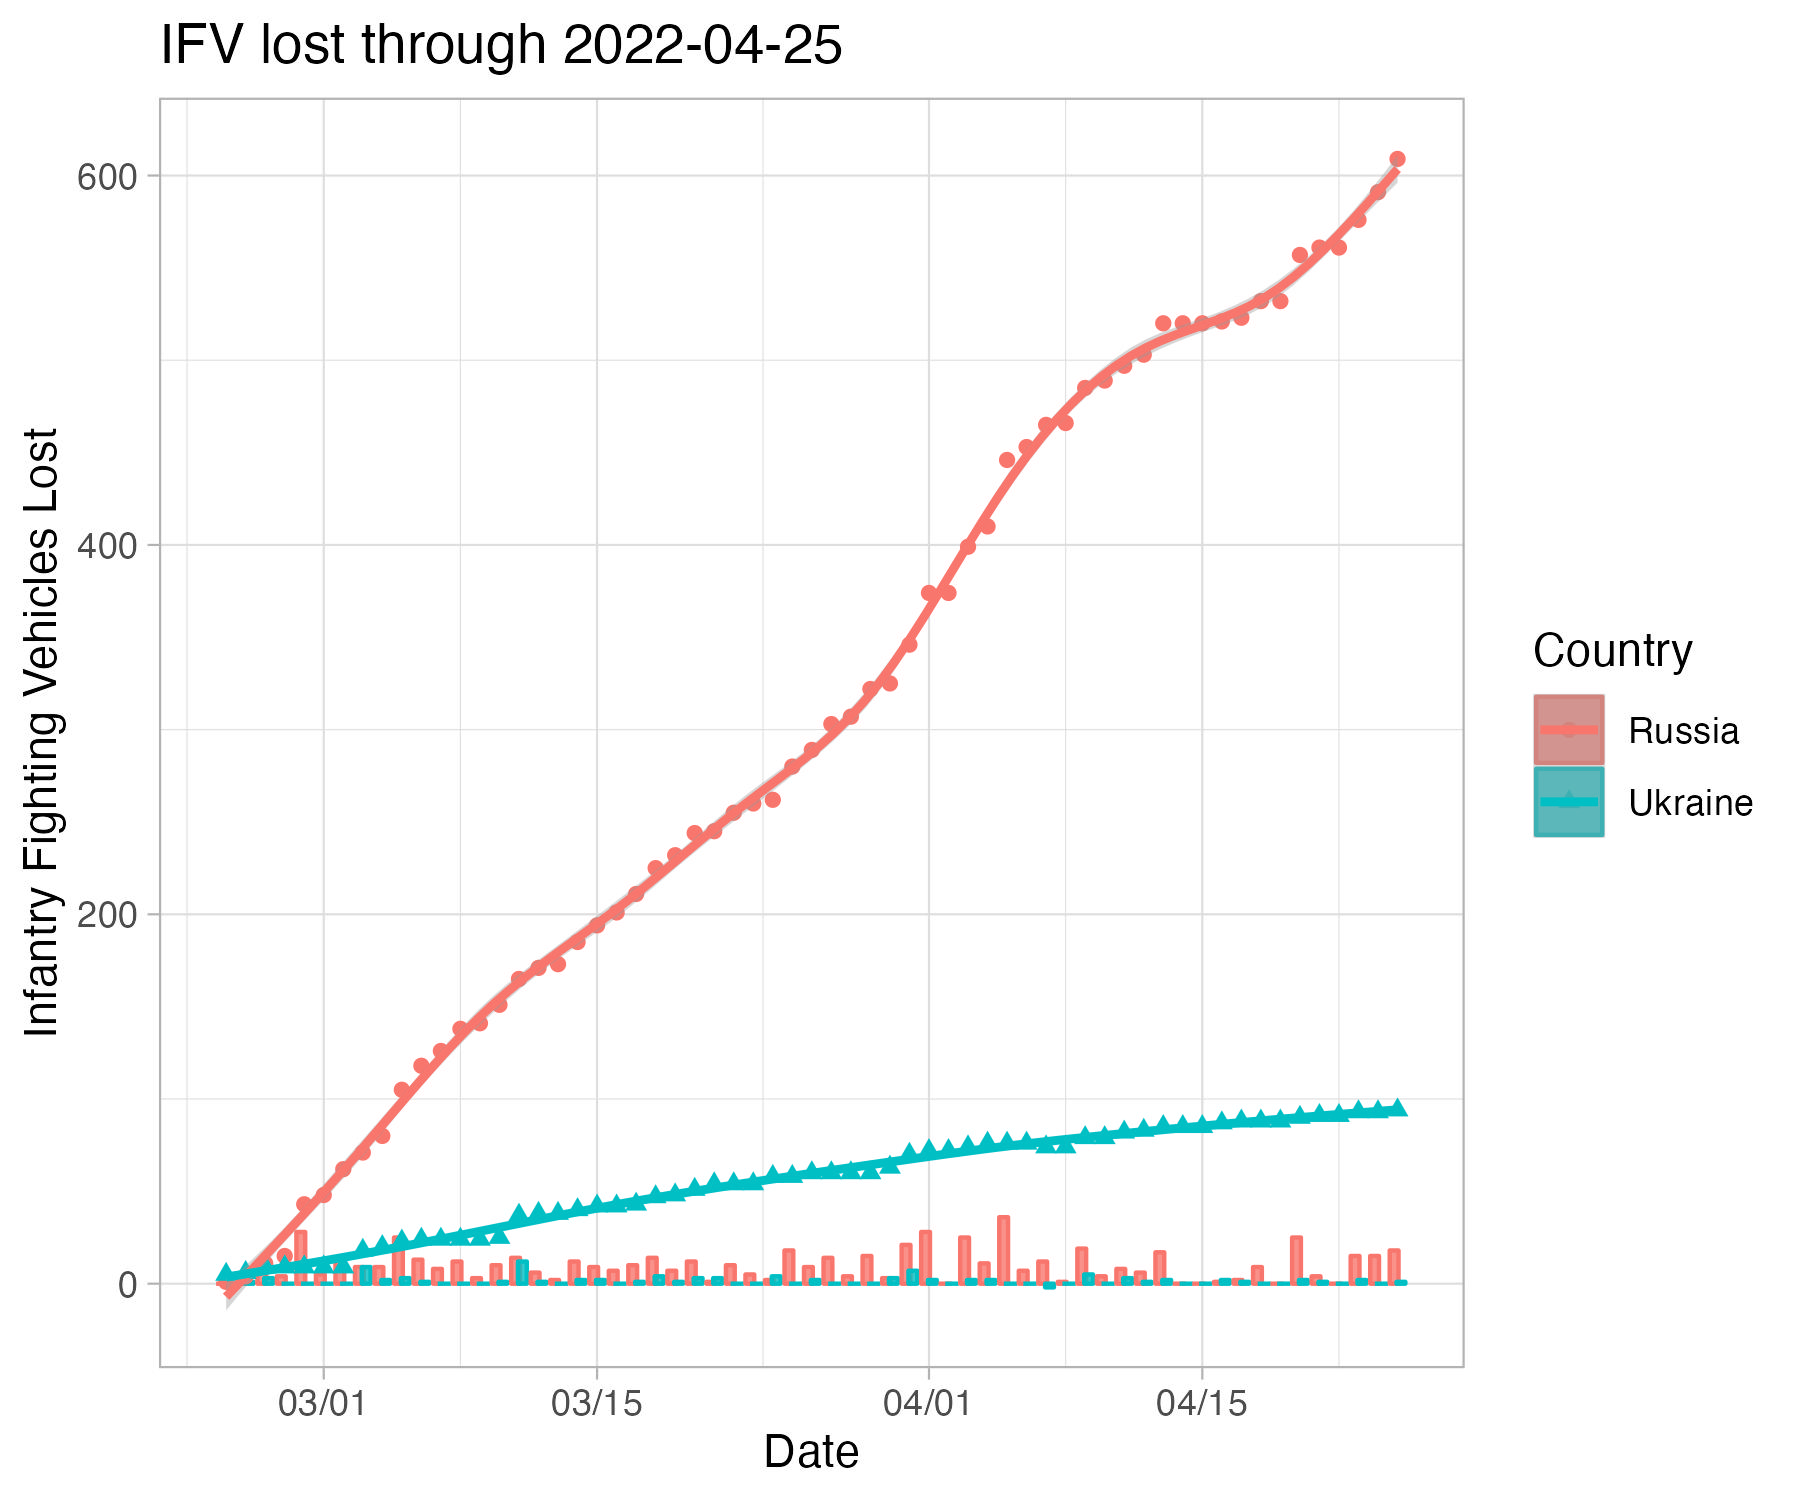 IFV lost through 2022-04-25
Infantry Fighting Vehicles Lost
600
400
200
0
03/01
03/15
04/01
04/15
Date
Country
Russia
Ukraine